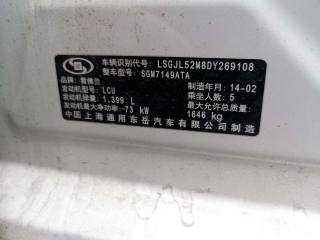 车辆识别代号: LSGJL52M8DY269108
整车型号: SGM7149ATA
品牌: 雪佛兰 制造年月: 14-02
发动机型号: LCU 乘坐人数: 5
发动机排量: 1.399 L 最大允许总质量:
发动机最大净功率: 73 kW 1646 kg
中国 上海通用东岳汽车有限公司制造